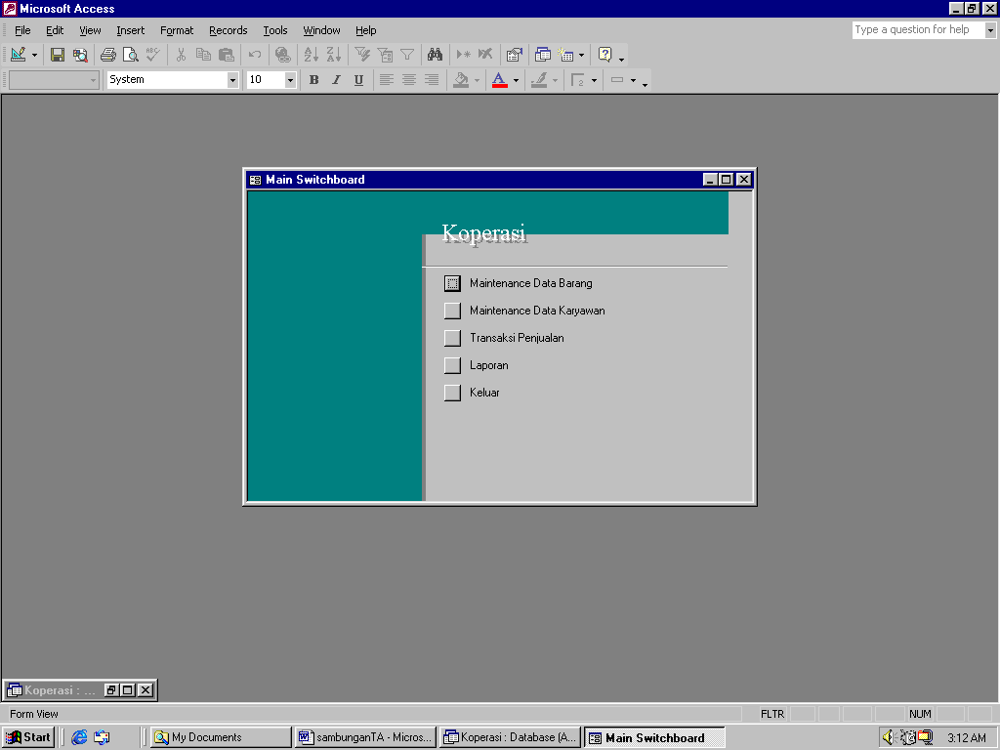 Microsoft Access
File Edit View Insert Format Records Tools Window Help
Type a question for help
System 10 B I U
Main Switchboard
Koperasi
Maintenance Data Barang
Maintenance Data Karyawan
Transaksi Penjualan
Laporan
Keluar
Koperasi : ...
Form View FLTR NUM
Start My Documents sambunganTA - Micros... Koperasi : Database (A... Main Switchboard 3:12 AM